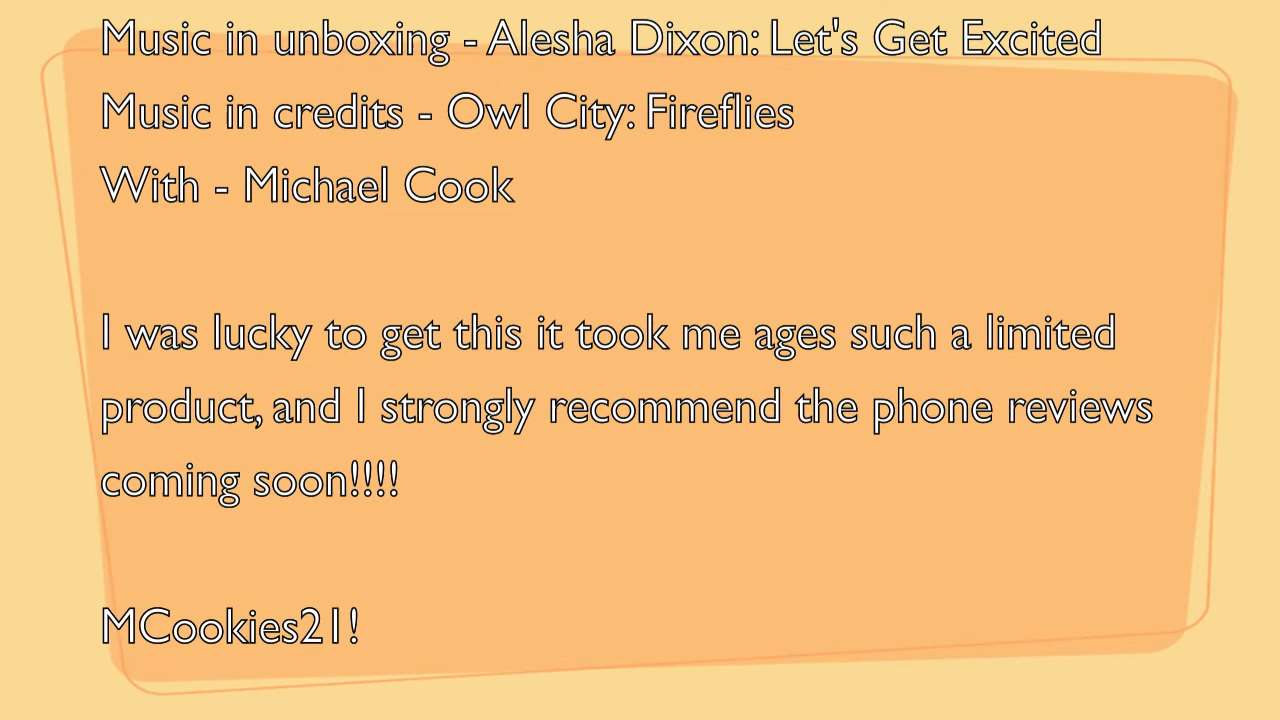 Music in unboxing - Alesha Dixon: Let's Get Excited
Music in credits - Owl City: Fireflies
With - Michael Cook
I was lucky to get this it took me ages such a limited
product, and I strongly recommend the phone reviews
coming soon!!!!
MCookies21!